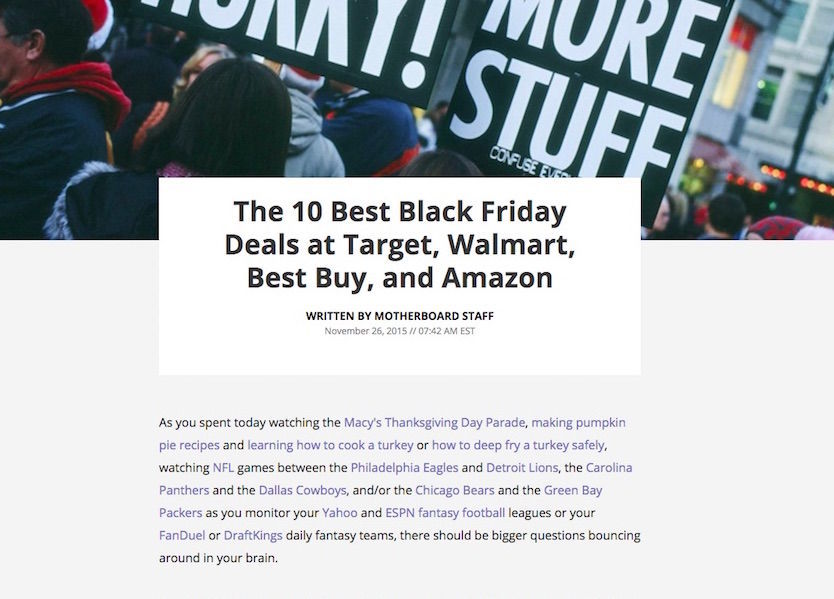 HURRY!
MORE
STUFF
The 10 Best Black Friday
Deals at Target, Walmart,
Best Buy, and Amazon
WRITTEN BY MOTHERBOARD STAFF
November 26, 2015 // 07:42 AM EST
As you spent today watching the Macy's Thanksgiving Day Parade, making pumpkin
pie recipes and learning how to cook a turkey or how to deep fry a turkey safely,
watching NFL games between the Philadelphia Eagles and Detroit Lions, the Carolina
Panthers and the Dallas Cowboys, and/or the Chicago Bears and the Green Bay
Packers as you monitor your Yahoo and ESPN fantasy football leagues or your
FanDuel or DraftKings daily fantasy teams, there should be bigger questions bouncing
around in your brain.